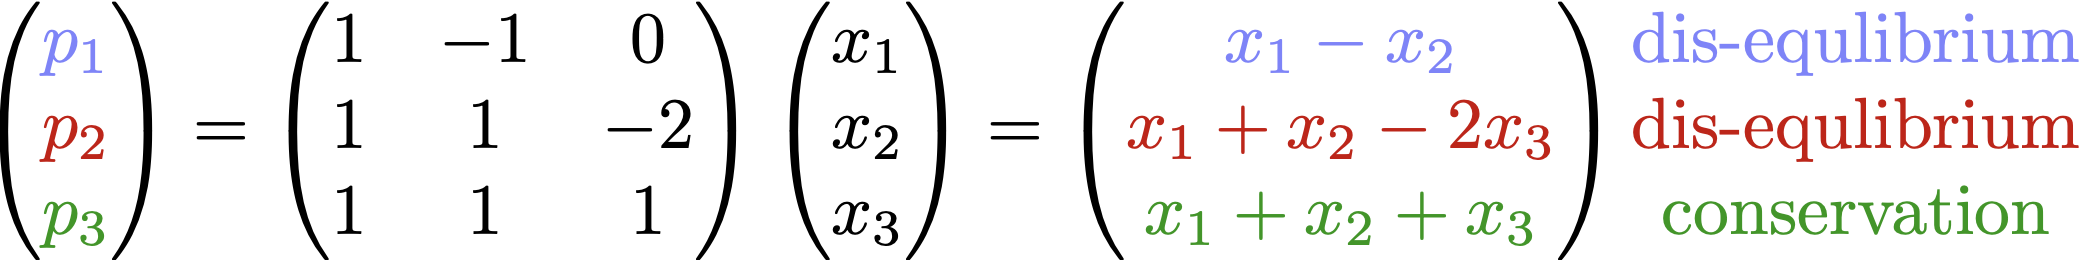 p₁ = 1 −1 0 x₁ = x₁ − x₂ dis-equlibrium
p₂ 1 1 −2 x₂ x₁ + x₂ − 2x₃ dis-equlibrium
p₃ 1 1 1 x₃ x₁ + x₂ + x₃ conservation